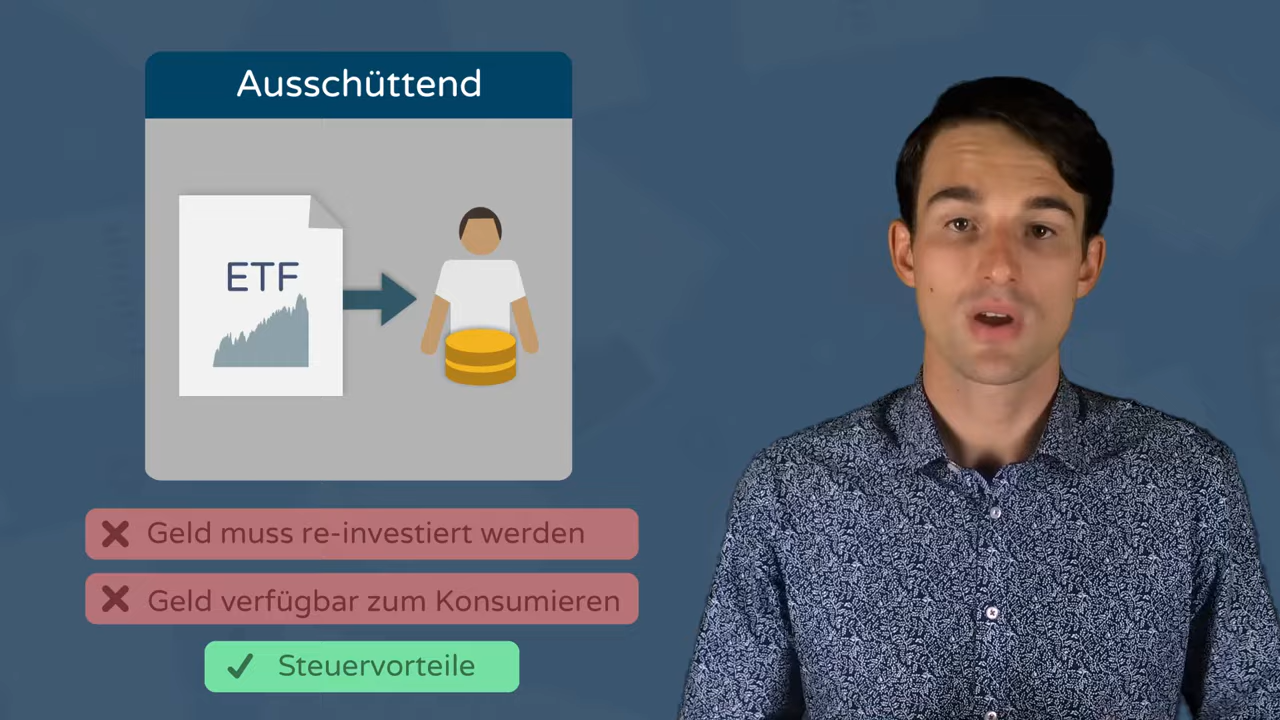 Ausschüttend
ETF
Geld muss re-investiert werden
Geld verfügbar zum Konsumieren
Steuervorteile